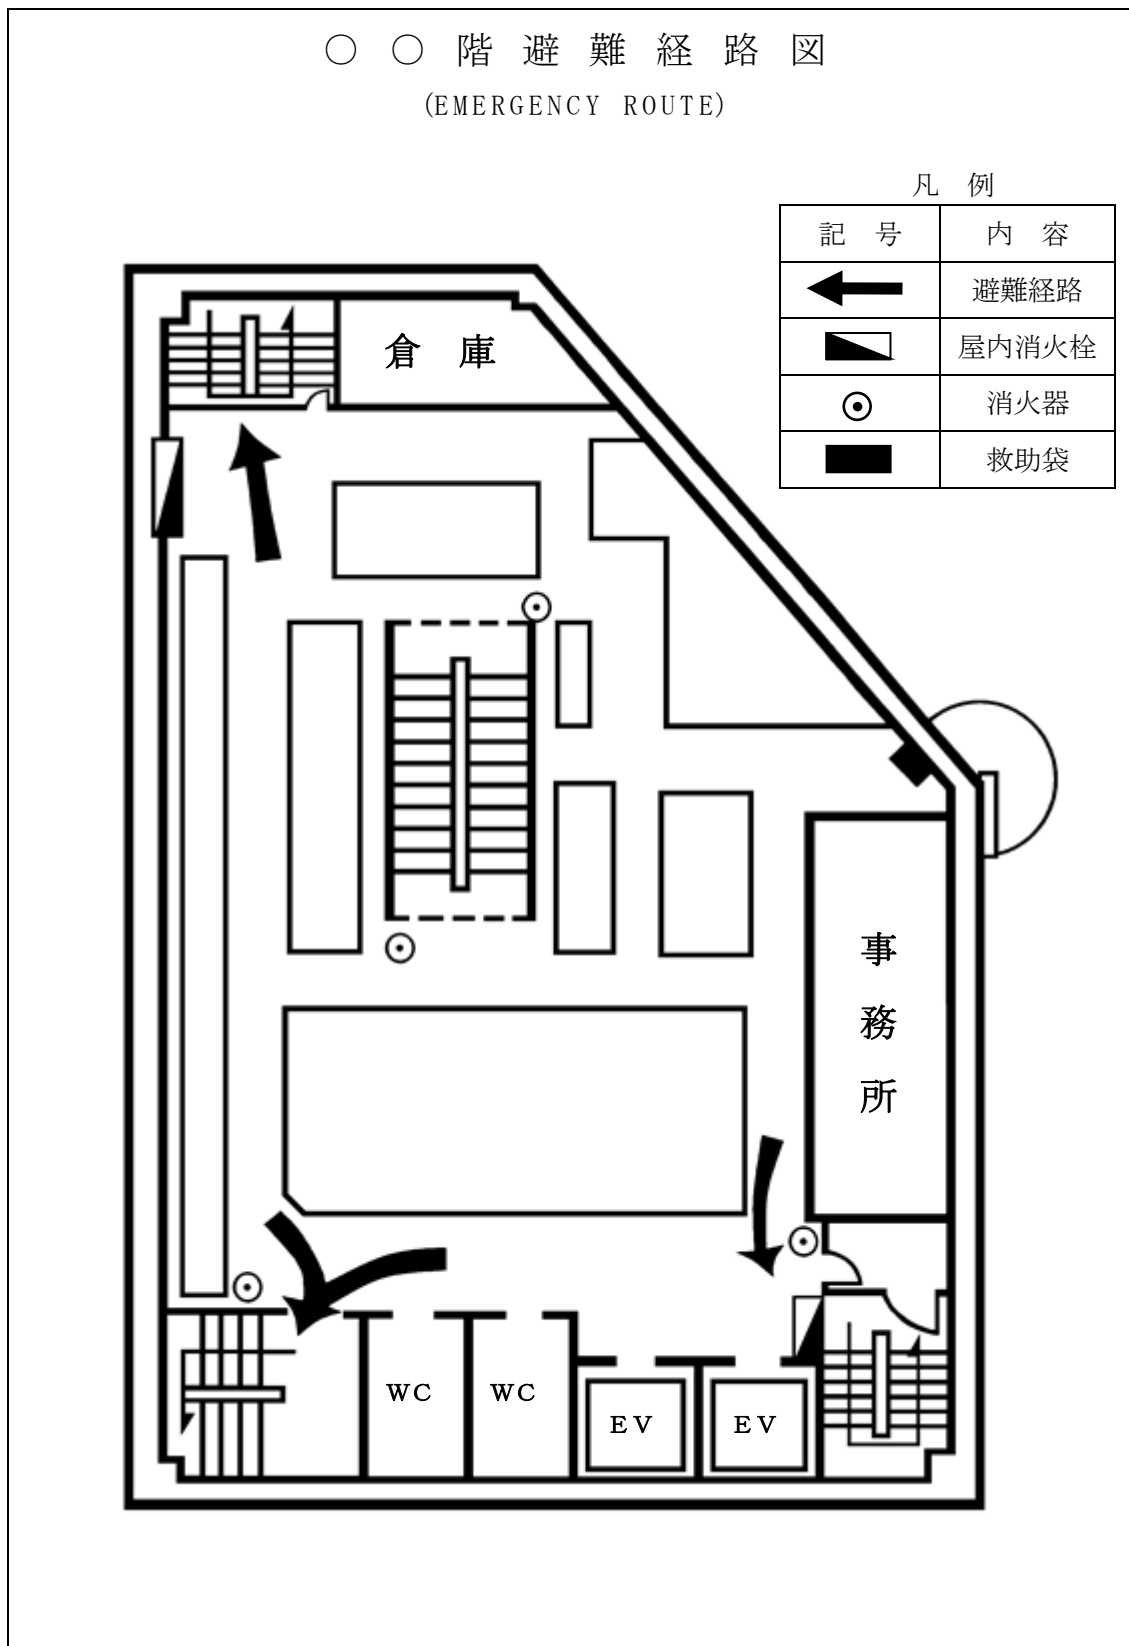 ○○階避難経路図
(EMERGENCY ROUTE)
凡 例
記 号 内 容
避難経路
屋内消火栓
消火器
救助袋
倉 庫
事務所
WC WC
EV EV